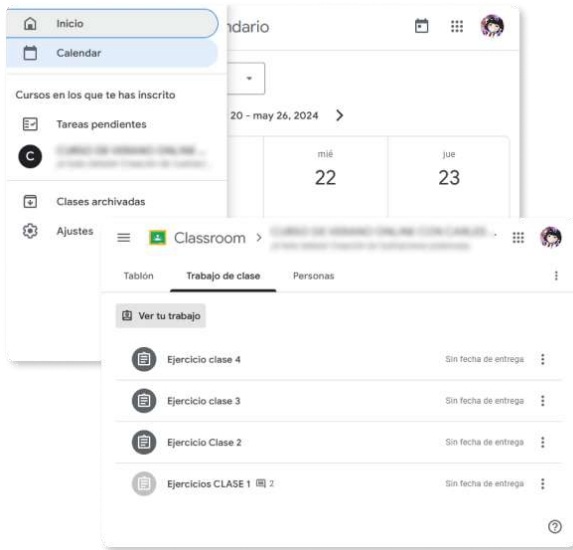 Inicio
Calendar
Cursos en los que te has inscrito
Tareas pendientes
C
Clases archivadas
Ajustes
ndario
20 - may 26, 2024
mié
22
jue
23
Classroom
Tablón
Trabajo de clase
Personas
Ver tu trabajo
Ejercicio clase 4 Sin fecha de entrega
Ejercicio clase 3 Sin fecha de entrega
Ejercicio Clase 2 Sin fecha de entrega
Ejercicios CLASE 1 2 Sin fecha de entrega